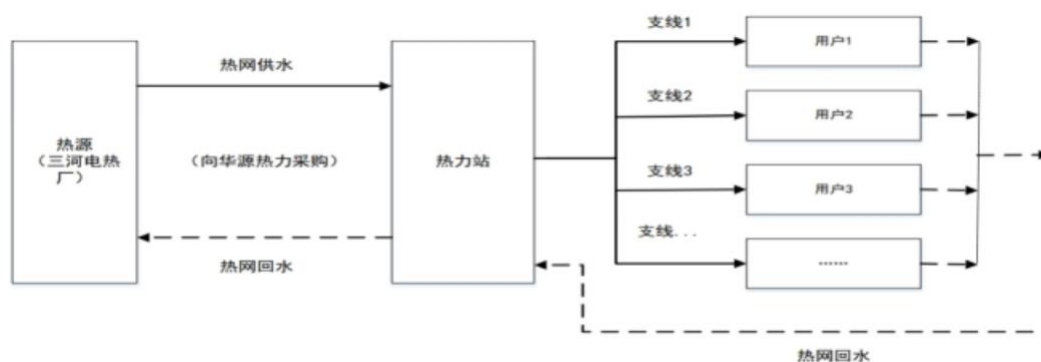 热源
（三河电热
厂）
热网供水
（向华源热力采购）
热网回水
热力站
支线1
用户1
支线2
用户2
支线3
用户3
支线...
……
热网回水